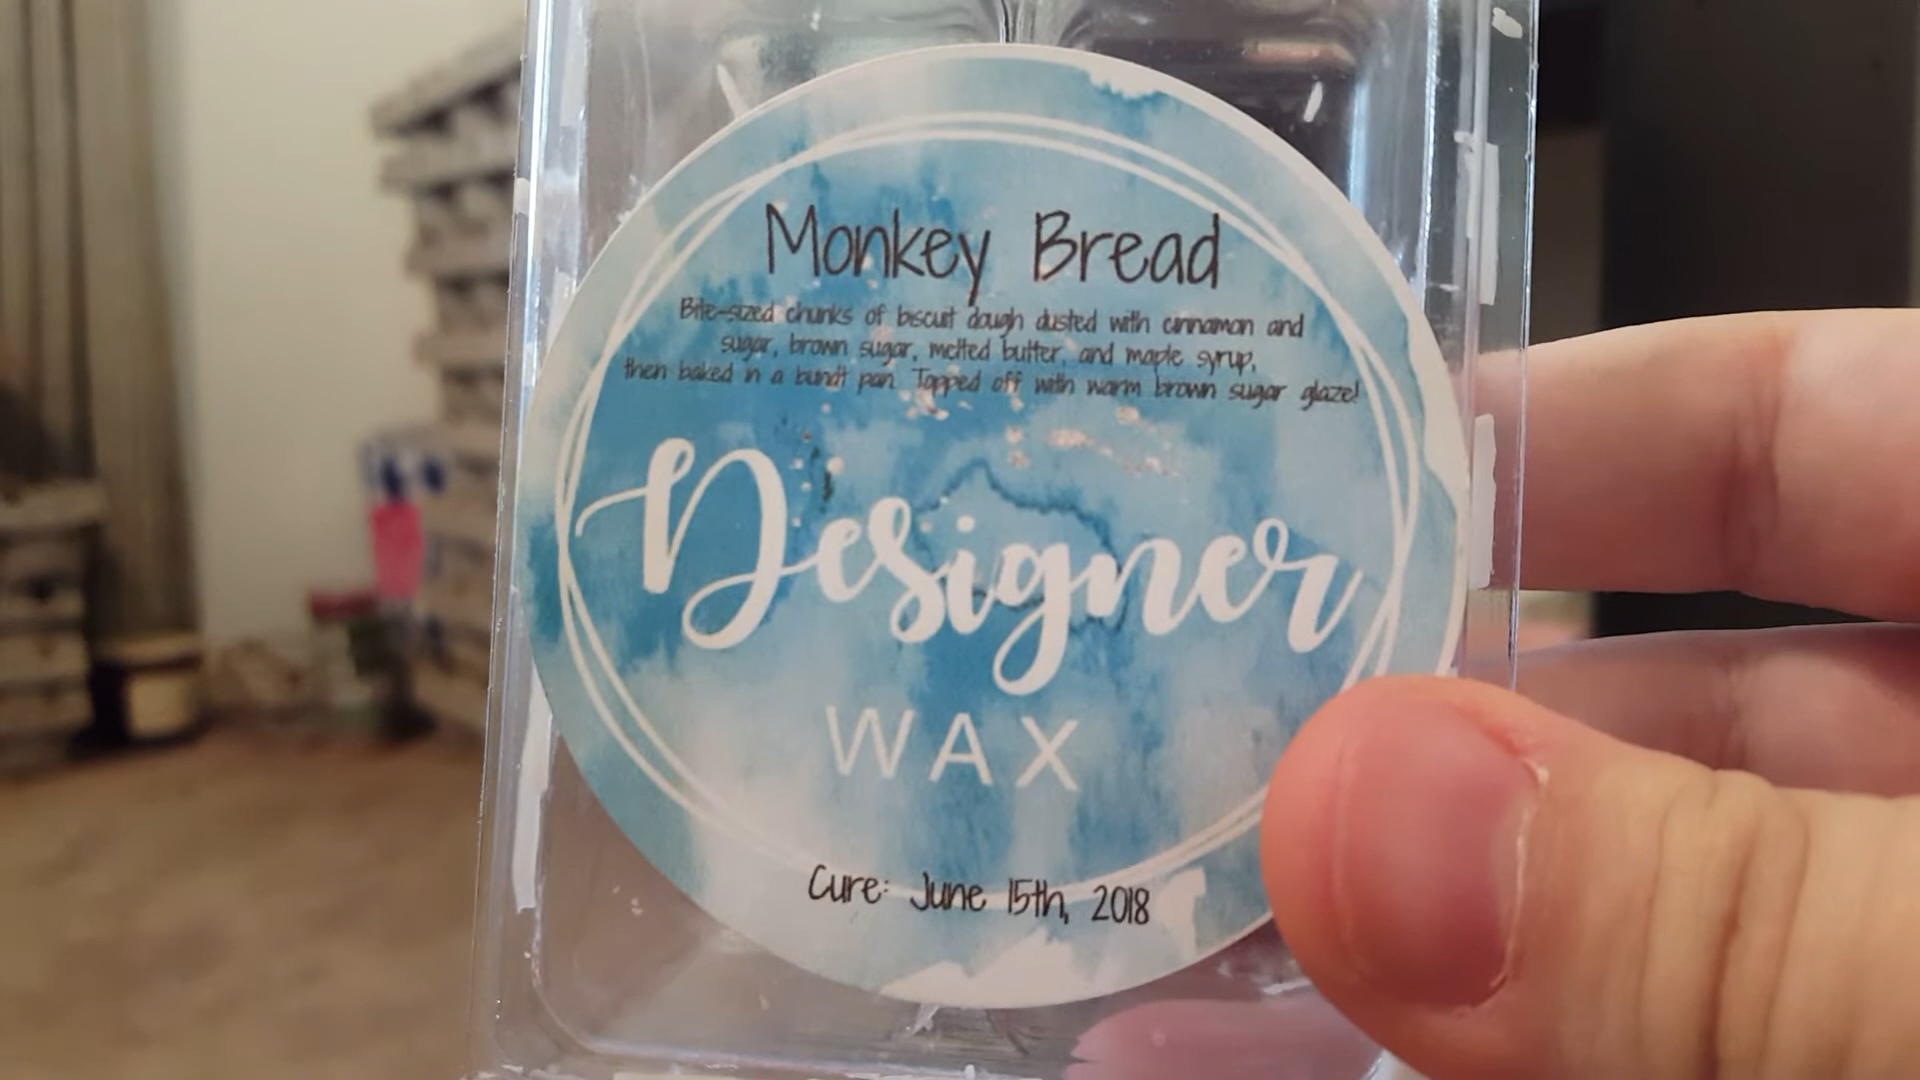 Monkey Bread
Bite-sized chunks of biscuit dough dusted with cinnamon and
sugar, brown sugar, melted butter, and maple syrup,
then baked in a bundt pan. Topped off with warm brown sugar glaze!
Designer
WAX
Cure: June 15th, 2018